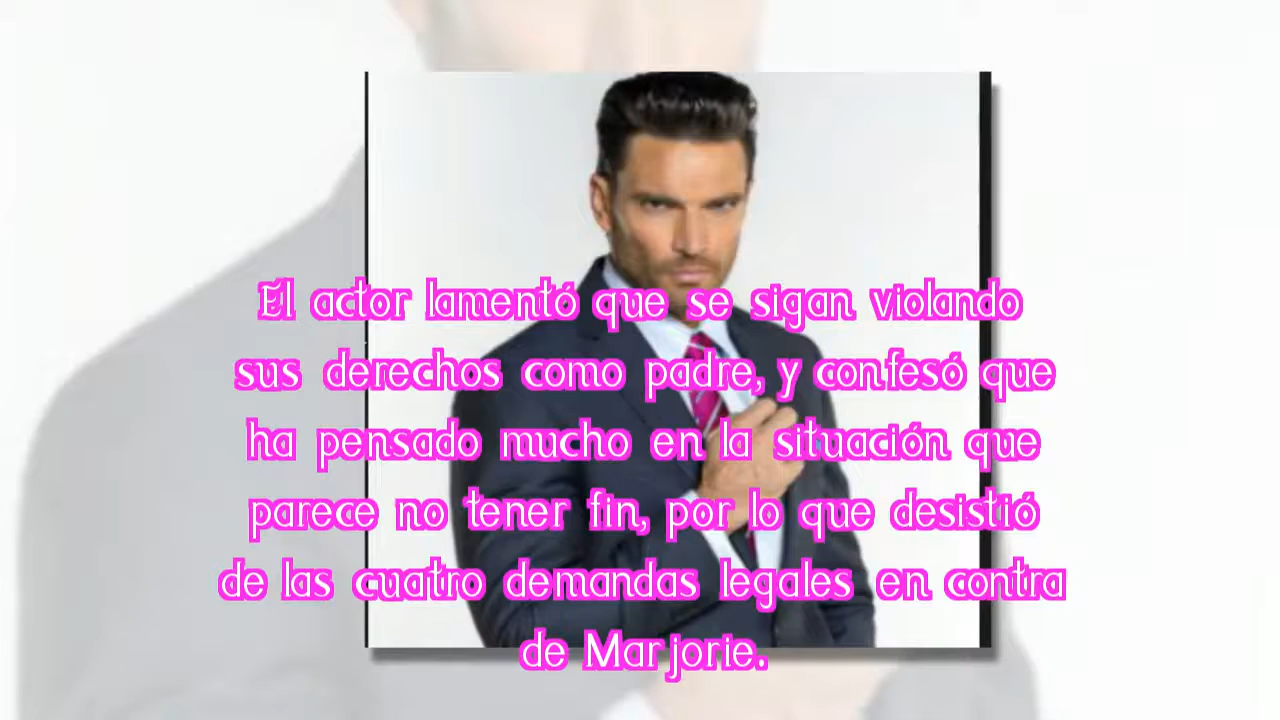 El actor lamentó que se sigan violando
sus derechos como padre, y confesó que
ha pensado mucho en la situación que
parece no tener fin, por lo que desistió
de las cuatro demandas legales en contra
de Marjorie.